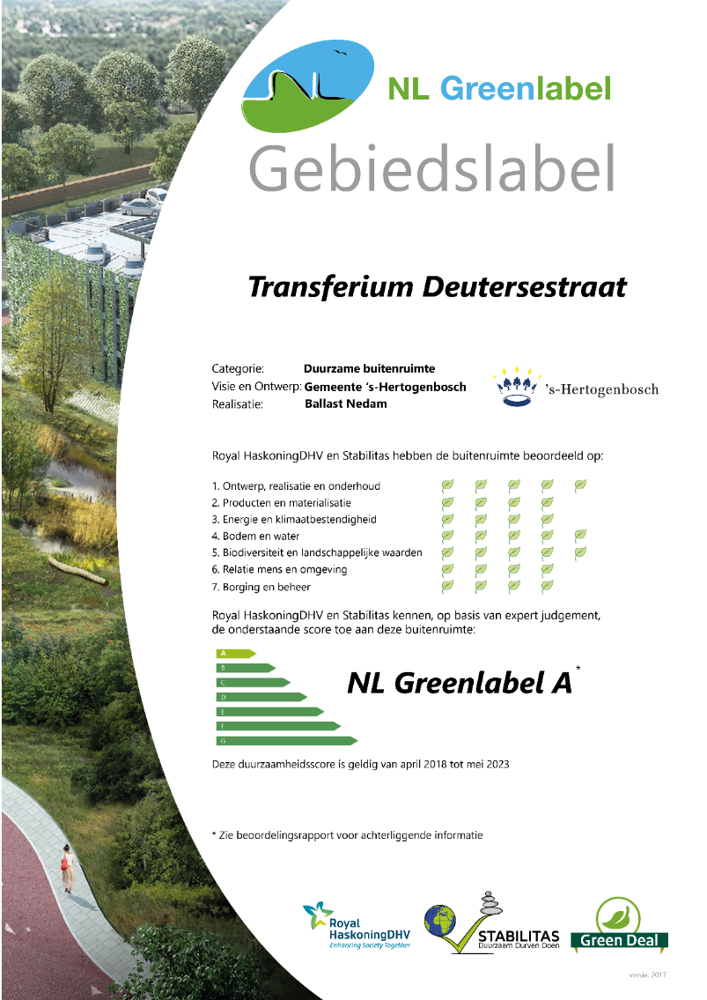 NL Greenlabel
Gebiedslabel
Transferium Deutersestraat
Categorie: Duurzame buitenruimte
Visie en Ontwerp: Gemeente 's-Hertogenbosch
Realisatie: Ballast Nedam
's-Hertogenbosch
Royal HaskoningDHV en Stabilitas hebben de buitenruimte beoordeeld op:
1. Ontwerp, realisatie en onderhoud
2. Producten en materialisatie
3. Energie en klimaatbestendigheid
4. Bodem en water
5. Biodiversiteit en landschappelijke waarden
6. Relatie mens en omgeving
7. Borging en beheer
Royal HaskoningDHV en Stabilitas kennen, op basis van expert judgement,
de onderstaande score toe aan deze buitenruimte:
A
B
C
D
E
F
G
NL Greenlabel A*
Deze duurzaamheidsscore is geldig van april 2018 tot mei 2023
* Zie beoordelingsrapport voor achterliggende informatie
Royal
HaskoningDHV
Enhancing Society Together
STABILITAS
Duurzaam Durven Doen
Green Deal
versie: 2017